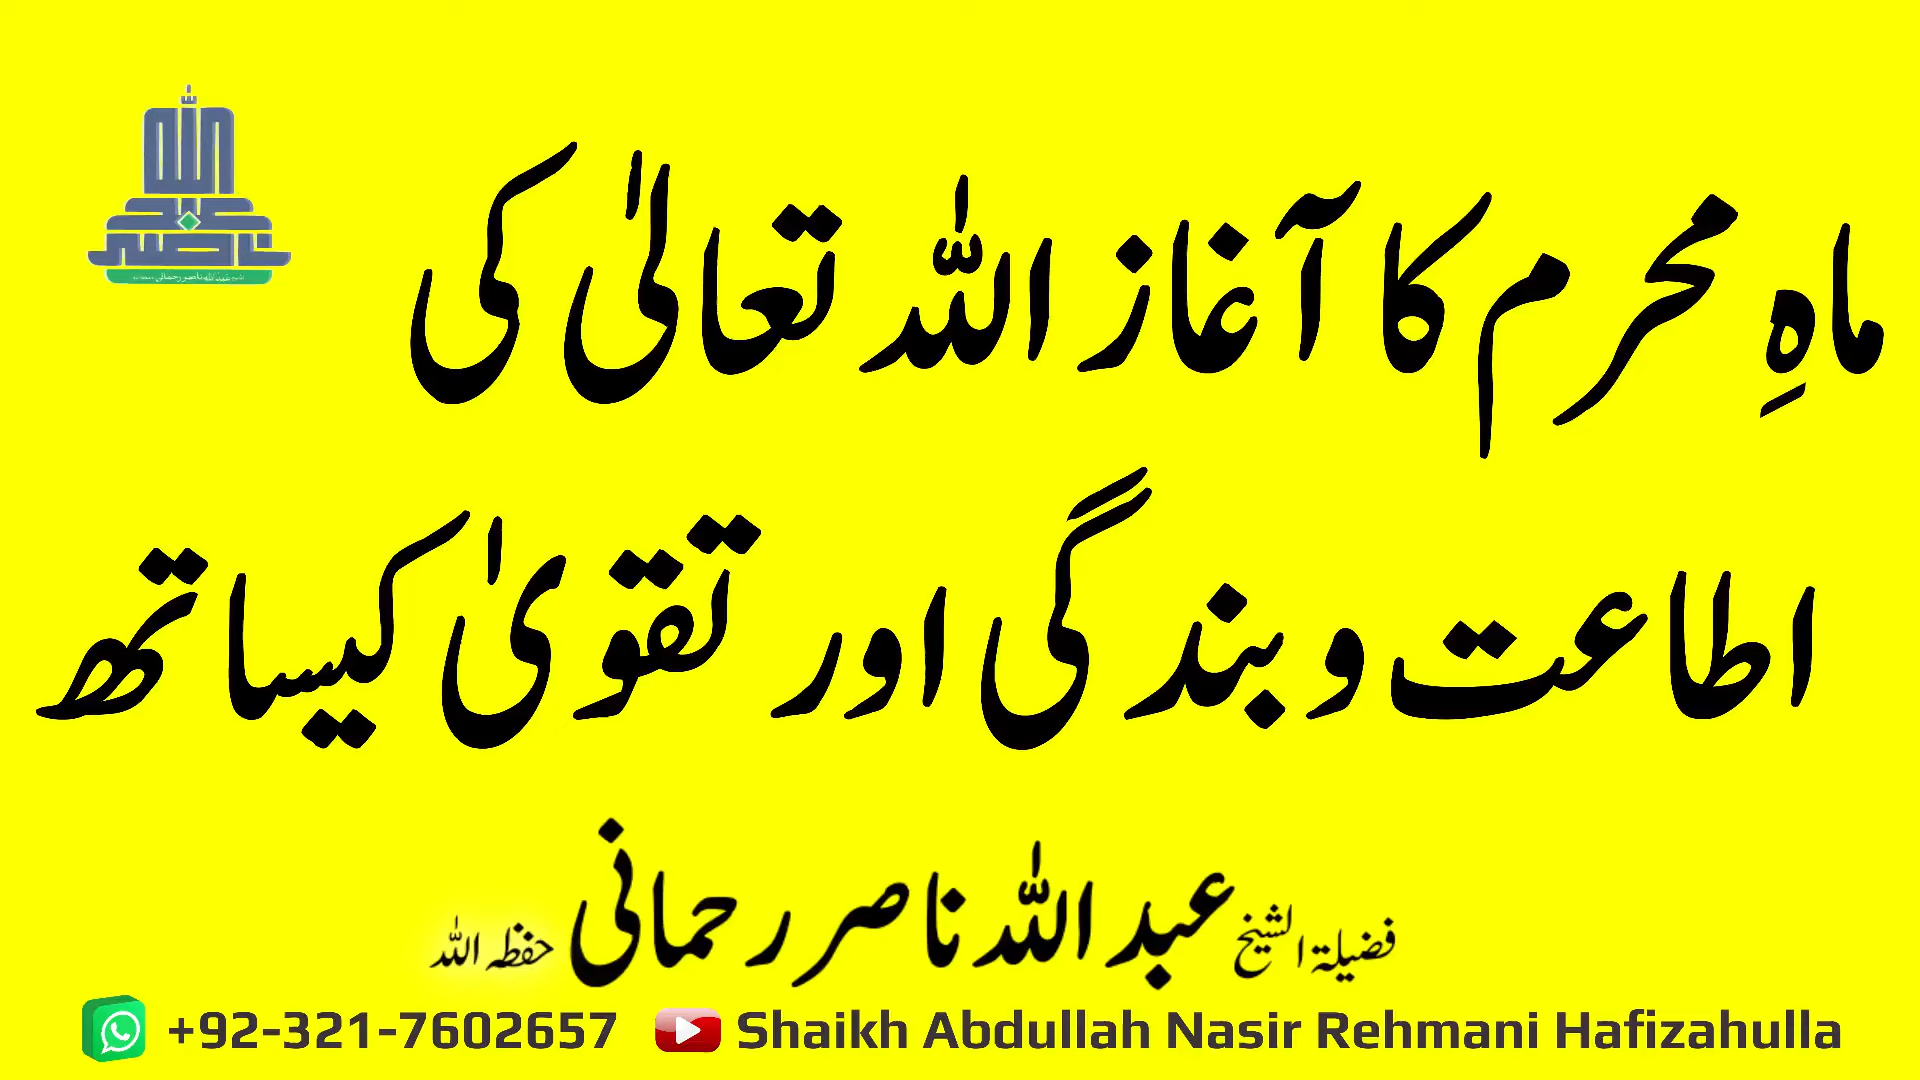 ماہِ محرم کا آغاز اللہ تعالیٰ کی
اطاعت و بندگی اور تقویٰ کیساتھ
فضیلۃ الشیخ عبداللہ ناصر رحمانی حفظہ اللہ
+92-321-7602657 Shaikh Abdullah Nasir Rehmani Hafizahulla